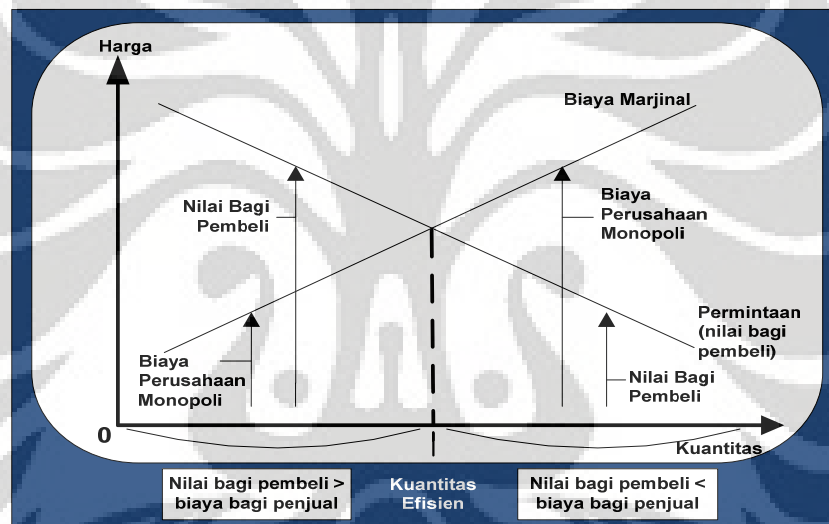 Harga
Biaya Marjinal
Nilai Bagi
Pembeli
Biaya
Perusahaan
Monopoli
Permintaan
(nilai bagi
pembeli)
Biaya
Perusahaan
Monopoli
Nilai Bagi
Pembeli
0
Kuantitas
Nilai bagi pembeli >
biaya bagi penjual
Kuantitas
Efisien
Nilai bagi pembeli <
biaya bagi penjual